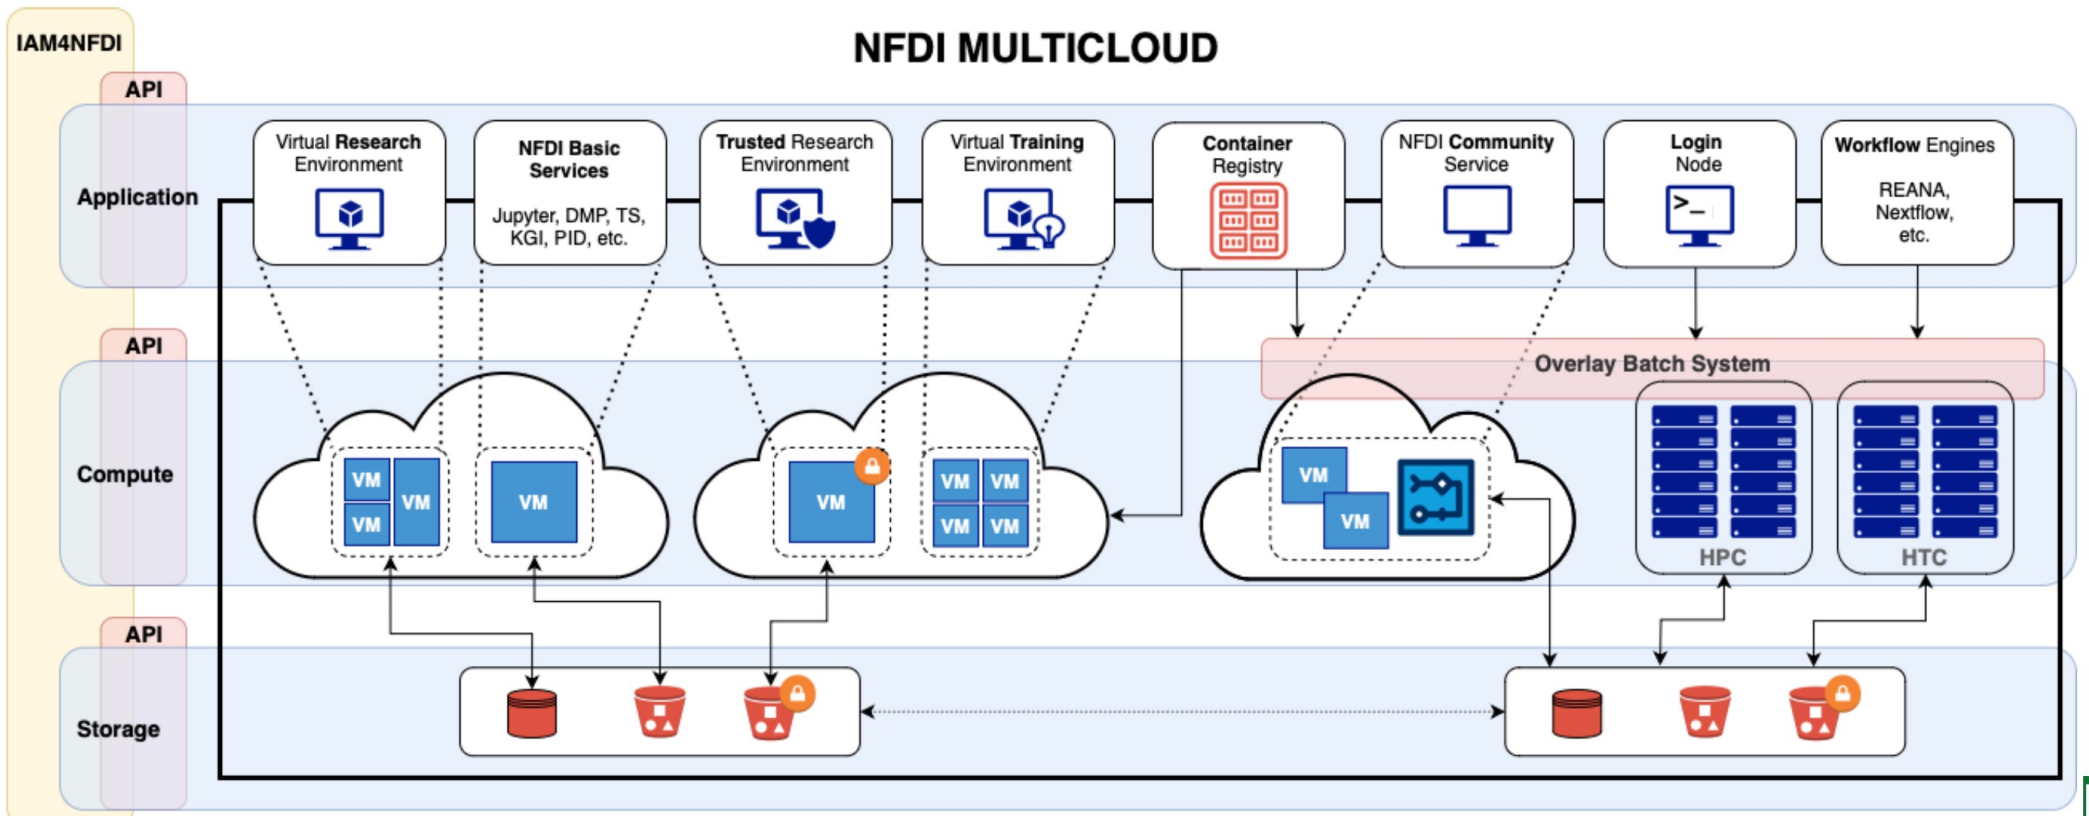 IAM4NFDI
NFDI MULTICLOUD
API
Application
Virtual Research
Environment
NFDI Basic
Services
Jupyter, DMP, TS,
KGI, PID, etc.
Trusted Research
Environment
Virtual Training
Environment
Container
Registry
NFDI Community
Service
Login
Node
>_
Workflow Engines
REANA,
Nextflow,
etc.
API
Compute
Overlay Batch System
VM
VM
VM
VM
VM
VM
VM
VM
VM
VM
VM
HPC
HTC
API
Storage